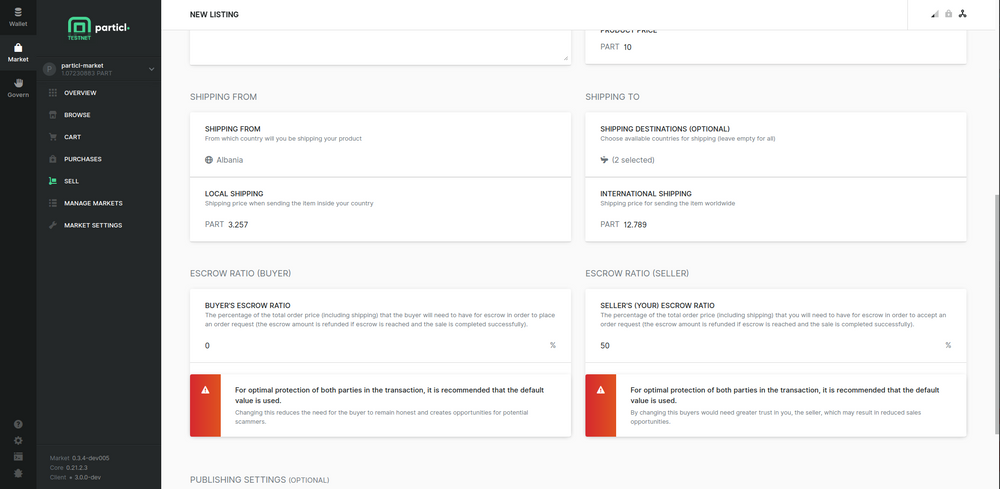 NEW LISTING
Wallet
Market
Govern
particl.
TESTNET
P
particl-market
1.07230883 PART
OVERVIEW
BROWSE
CART
PURCHASES
SELL
MANAGE MARKETS
MARKET SETTINGS
Market 0.3.4-dev005
Core 0.21.2.3
Client 3.0.0-dev
PRODUCT PRICE
PART 10
SHIPPING FROM
SHIPPING FROM
From which country will you be shipping your product
Albania
LOCAL SHIPPING
Shipping price when sending the item inside your country
PART 3.257
SHIPPING TO
SHIPPING DESTINATIONS (OPTIONAL)
Choose available countries for shipping (leave empty for all)
(2 selected)
INTERNATIONAL SHIPPING
Shipping price for sending the item worldwide
PART 12.789
ESCROW RATIO (BUYER)
BUYER'S ESCROW RATIO
The percentage of the total order price (including shipping) that the buyer will need to have for escrow in order to place
an order request (the escrow amount is refunded if escrow is reached and the sale is completed successfully).
0 %
For optimal protection of both parties in the transaction, it is recommended that the default
value is used.
Changing this reduces the need for the buyer to remain honest and creates opportunities for potential
scammers.
ESCROW RATIO (SELLER)
SELLER'S (YOUR) ESCROW RATIO
The percentage of the total order price (including shipping) that you will need to have for escrow in order to accept an
order request (the escrow amount is refunded if escrow is reached and the sale is completed successfully).
50 %
For optimal protection of both parties in the transaction, it is recommended that the default
value is used.
By changing this buyers would need greater trust in you, the seller, which may result in reduced sales
opportunities.
PUBLISHING SETTINGS (OPTIONAL)